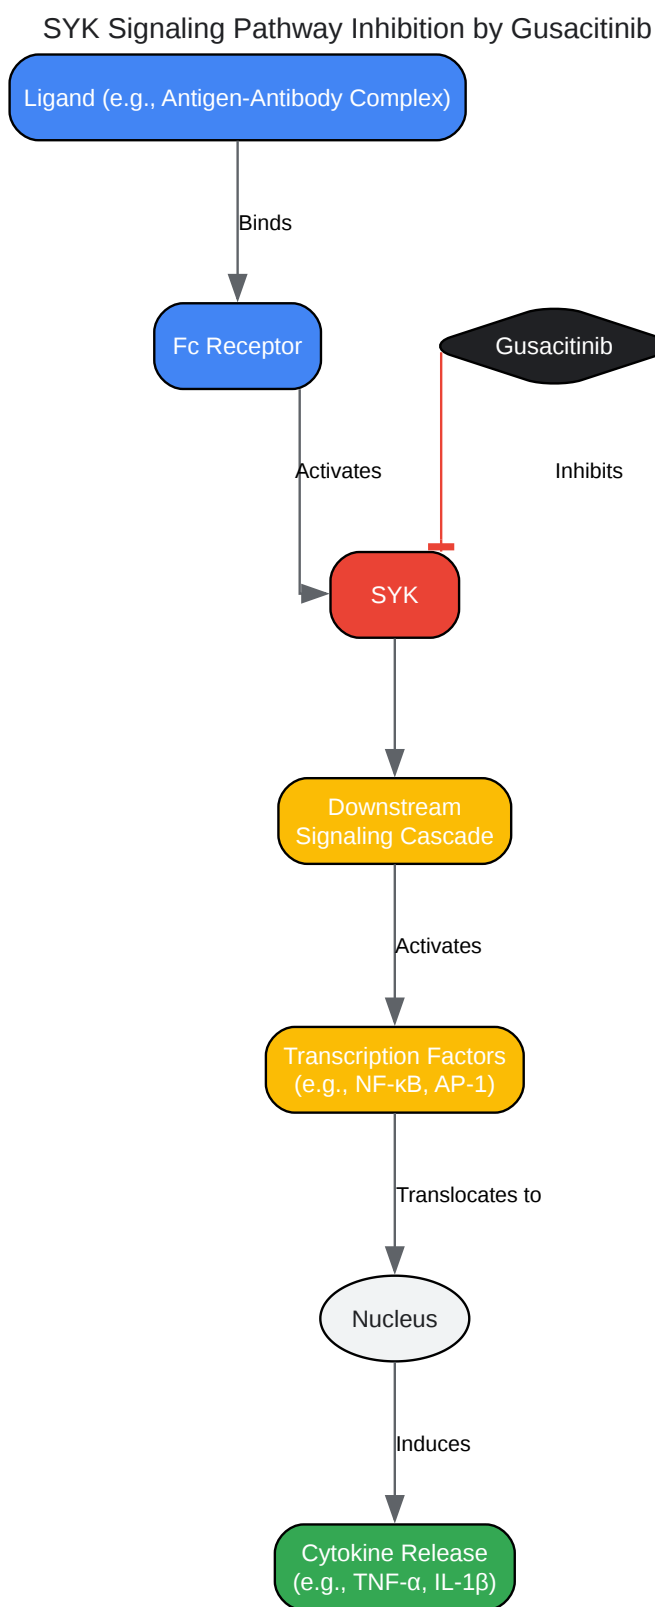 SYK Signaling Pathway Inhibition by Gusacitinib
Ligand (e.g., Antigen-Antibody Complex)
Binds
Fc Receptor
Gusacitinib
Activates
Inhibits
SYK
Downstream
Signaling Cascade
Activates
Transcription Factors
(e.g., NF-κB, AP-1)
Translocates to
Nucleus
Induces
Cytokine Release
(e.g., TNF-α, IL-1β)